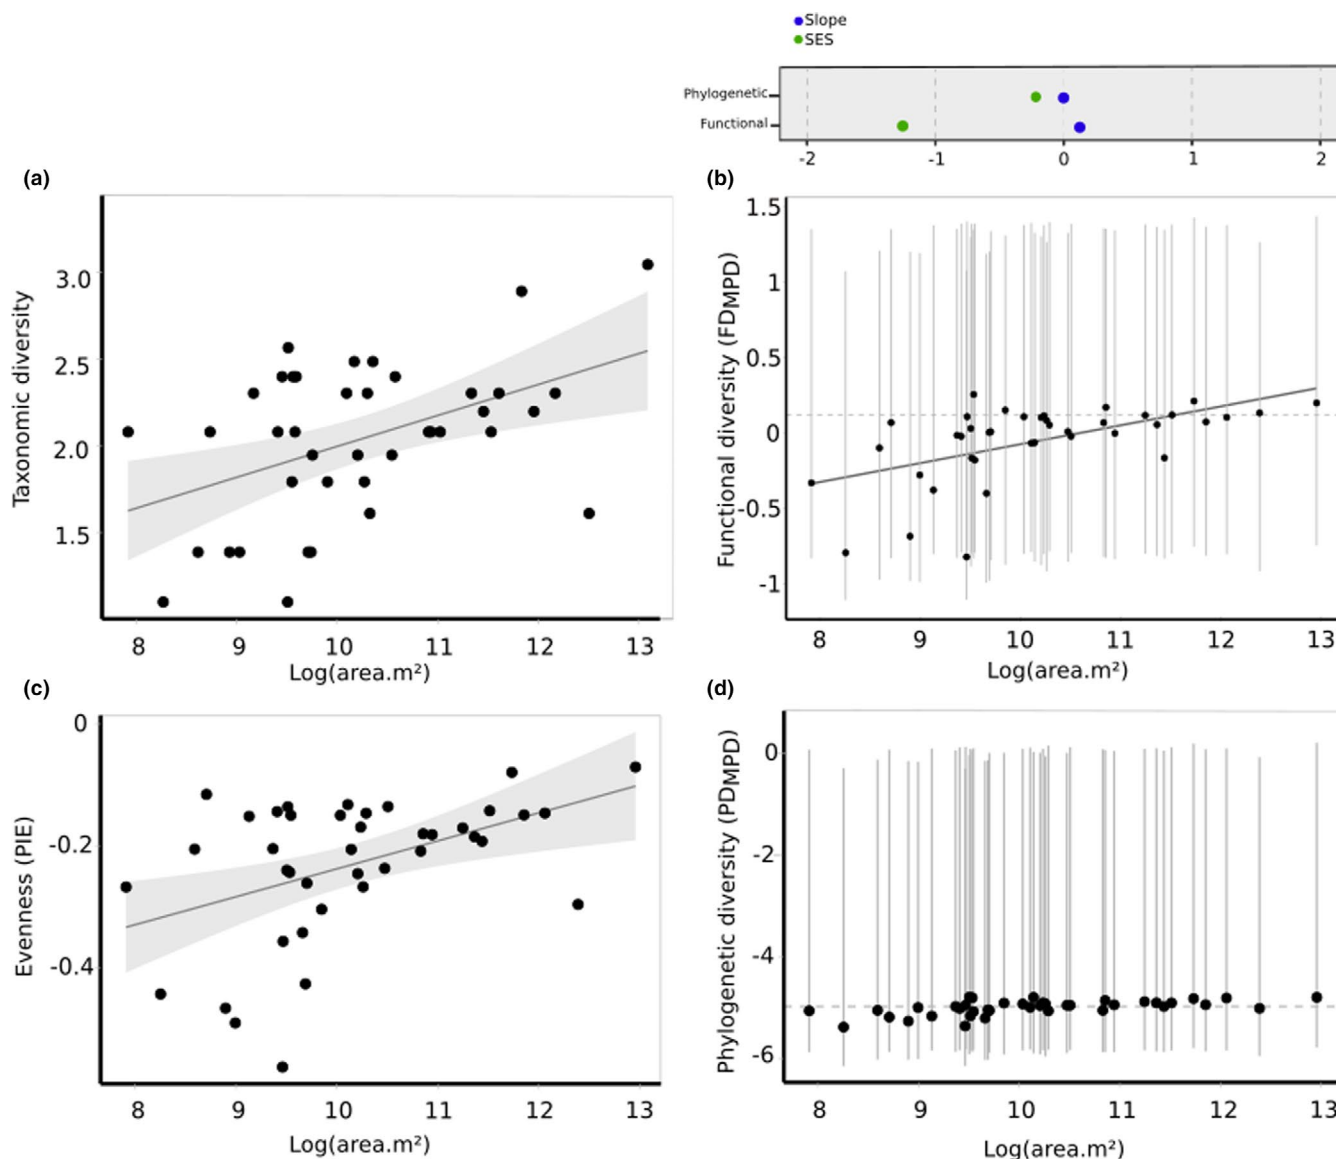 Slope
SES
Phylogenetic
Functional
-2 -1 0 1 2
(a)
3.0
2.5
2.0
1.5
Taxonomic diversity
8 9 10 11 12 13
Log(area.m²)
(b)
1.5
1
0.5
0
-0.5
-1
Functional diversity (FDMPD)
8 9 10 11 12 13
Log(area.m²)
(c)
0
-0.2
-0.4
Evenness (PIE)
8 9 10 11 12 13
Log(area.m²)
(d)
0
-2
-4
-6
Phylogenetic diversity (PDMPD)
8 9 10 11 12 13
Log(area.m²)